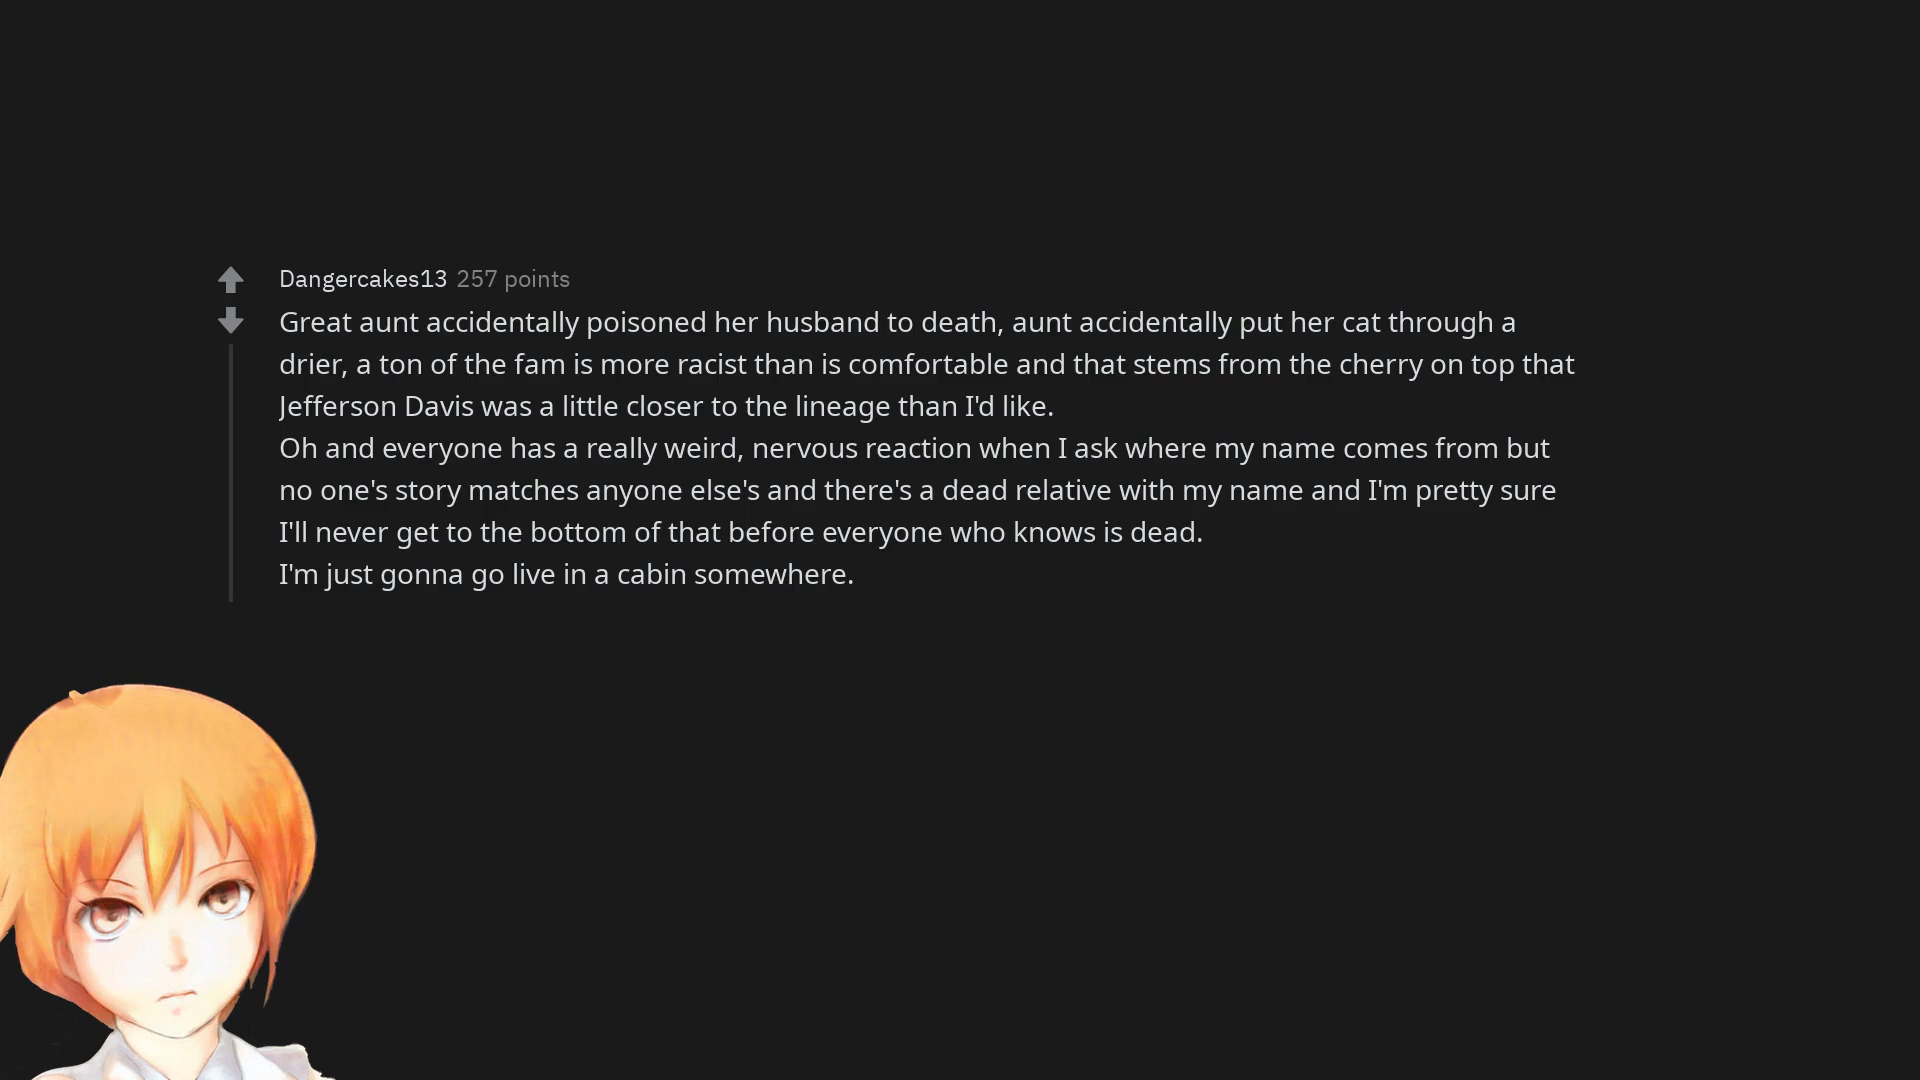 Dangercakes13 257 points
Great aunt accidentally poisoned her husband to death, aunt accidentally put her cat through a
drier, a ton of the fam is more racist than is comfortable and that stems from the cherry on top that
Jefferson Davis was a little closer to the lineage than I'd like.
Oh and everyone has a really weird, nervous reaction when I ask where my name comes from but
no one's story matches anyone else's and there's a dead relative with my name and I'm pretty sure
I'll never get to the bottom of that before everyone who knows is dead.
I'm just gonna go live in a cabin somewhere.